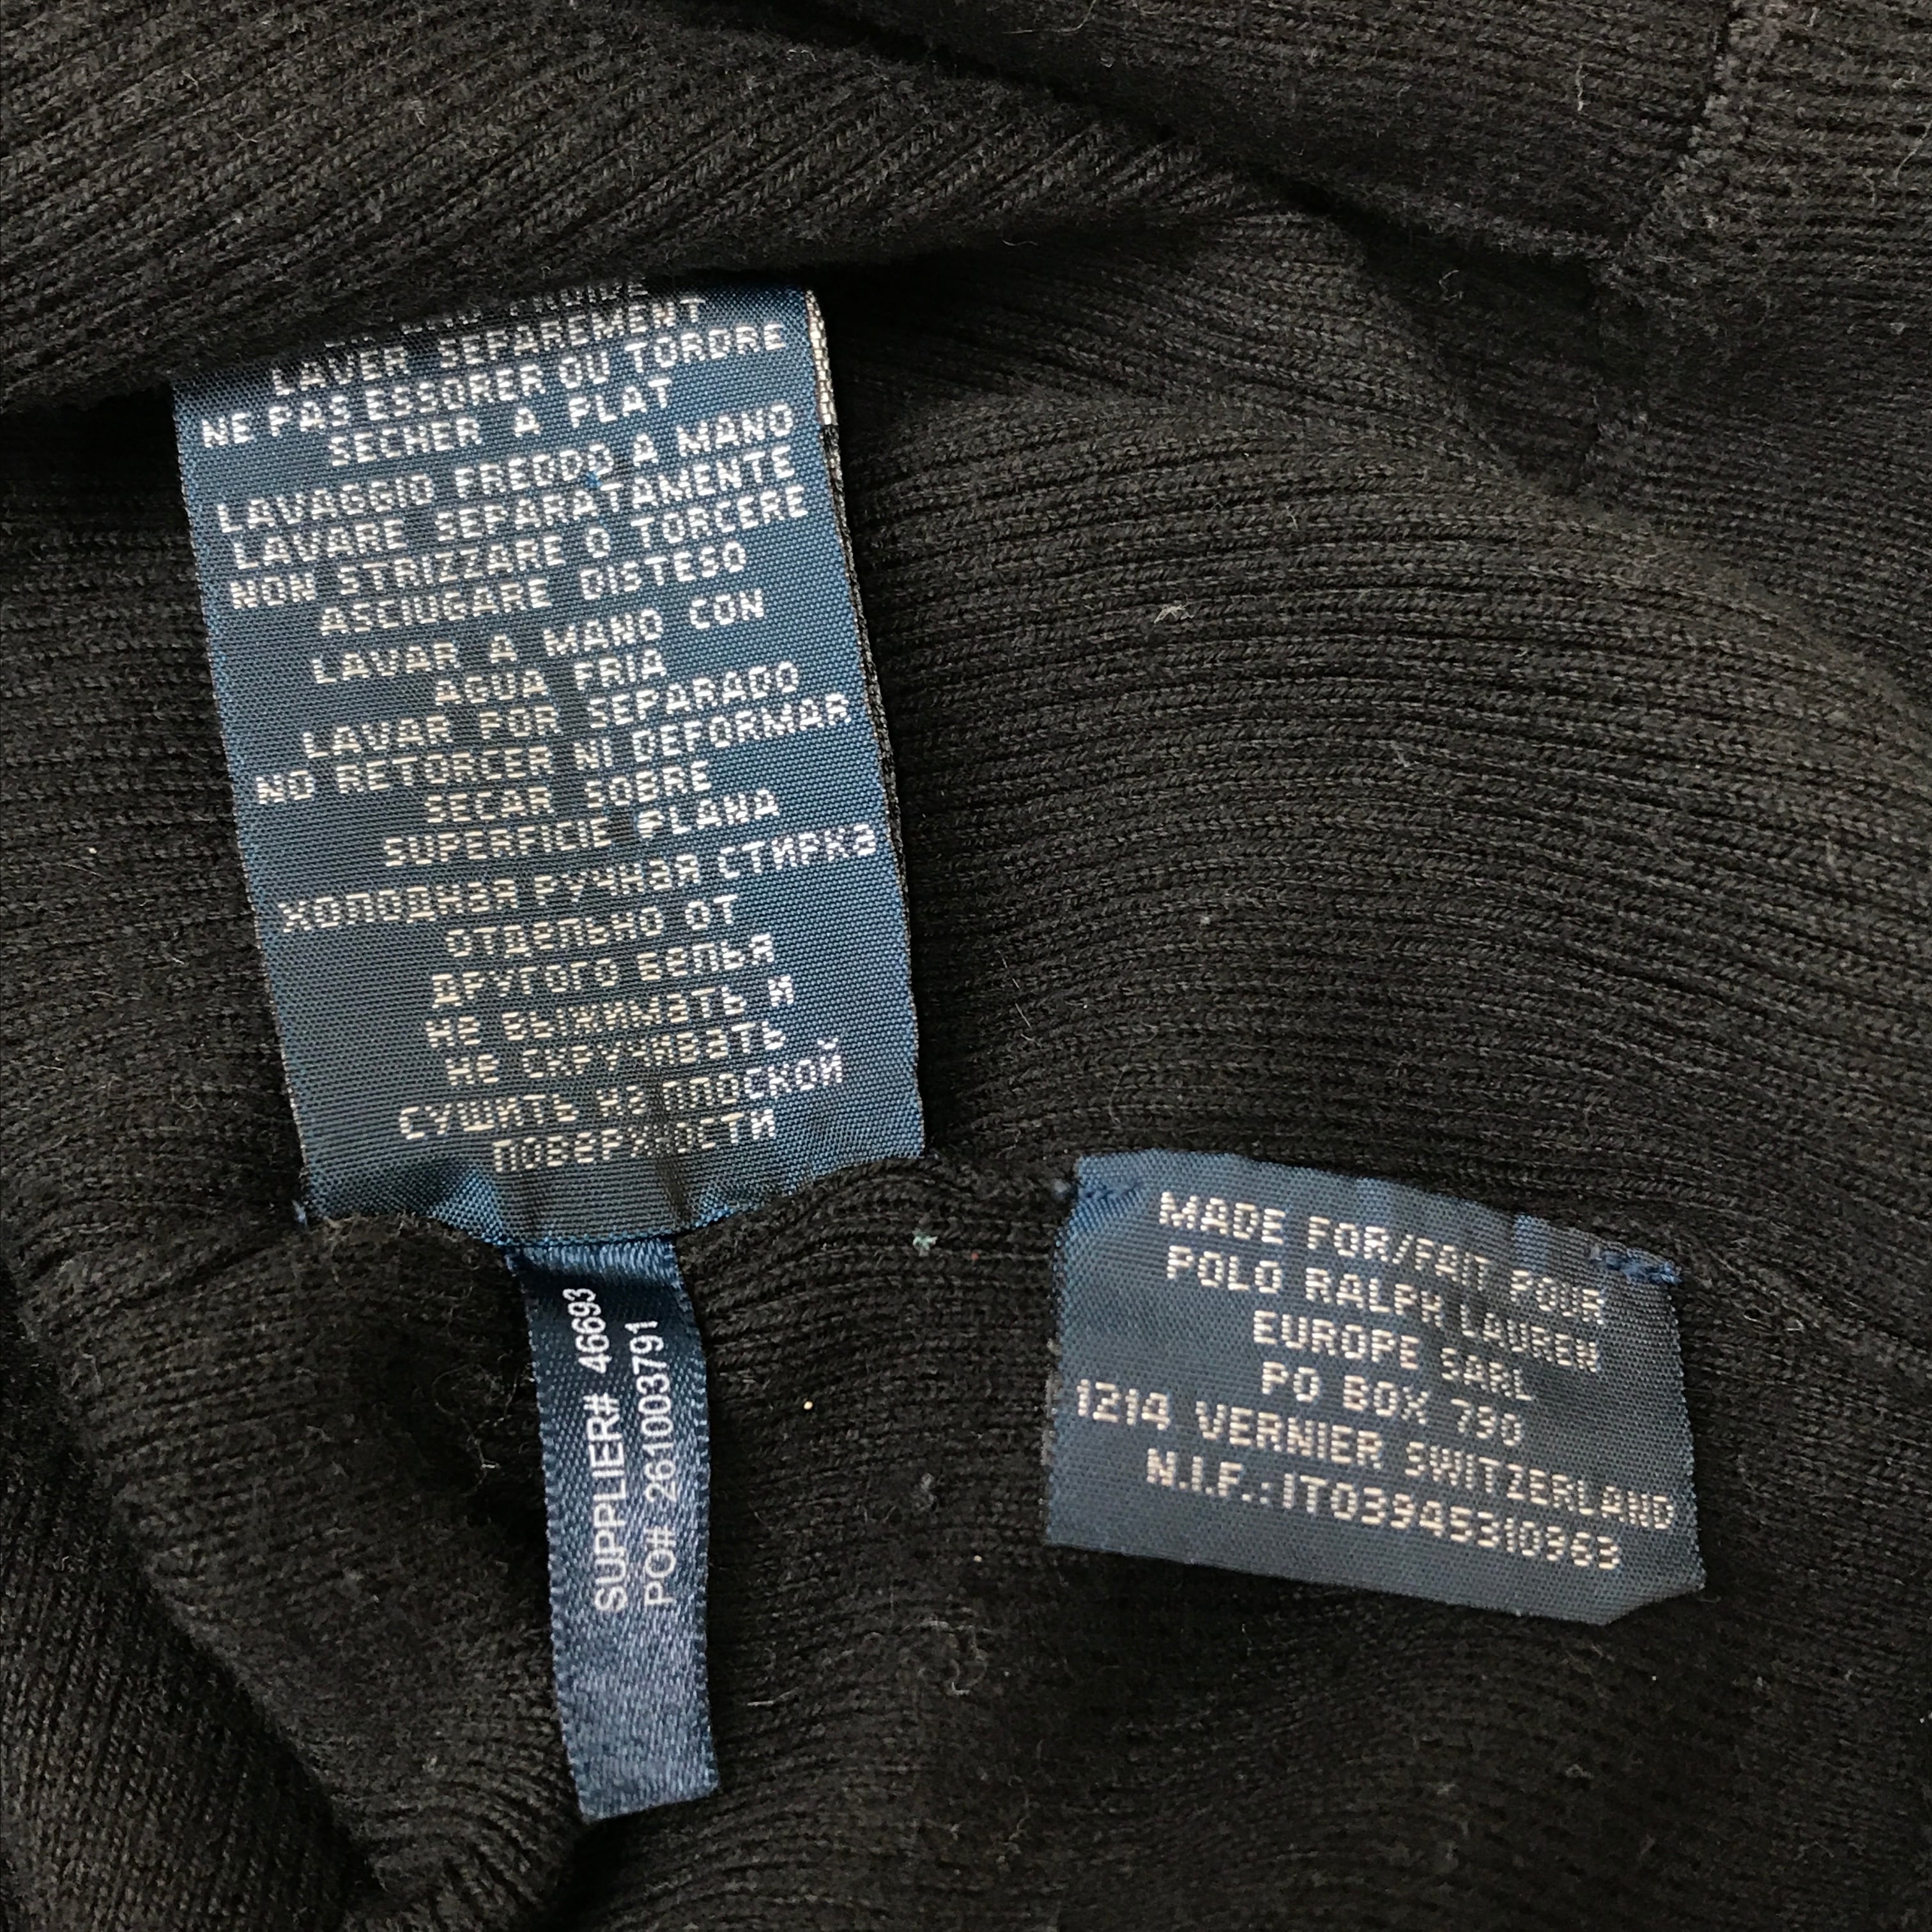 LAVER SEPAREMENT
NE PAS ESSORER OU TORDRE
SECHER A PLAT
LAVAGGIO FREDDO A MANO
LAVARE SEPARATAMENTE
NON STRIZZARE O TORCERE
ASCIUGARE DISTESO
LAVAR A MANO CON
AGUA FRIA
LAVAR POR SEPARADO
NO RETORCER NI DEFORMAR
SECAR SOBRE
SUPERFICIE PLANA
ХОЛОДНАЯ РУЧНАЯ СТИРКа
ОТДеЛЬНО ОТ
ДРУГОГО БеЛЬЯ
Не ВЫЖИМАТЬ И
Не СКРУЧИВаТЬ
СУШИТЬ На ПЛОСКОЙ
ПОВеРХНОСТИ
SUPPLIER# 46693
PO# 2610033791
MADE FOR/FAIT POUR
POLO RALPH LAUREN
EUROPE SARL
PO BOX 790
1214 VERNIER SWITZERLAND
N.I.F.:IT03945310963